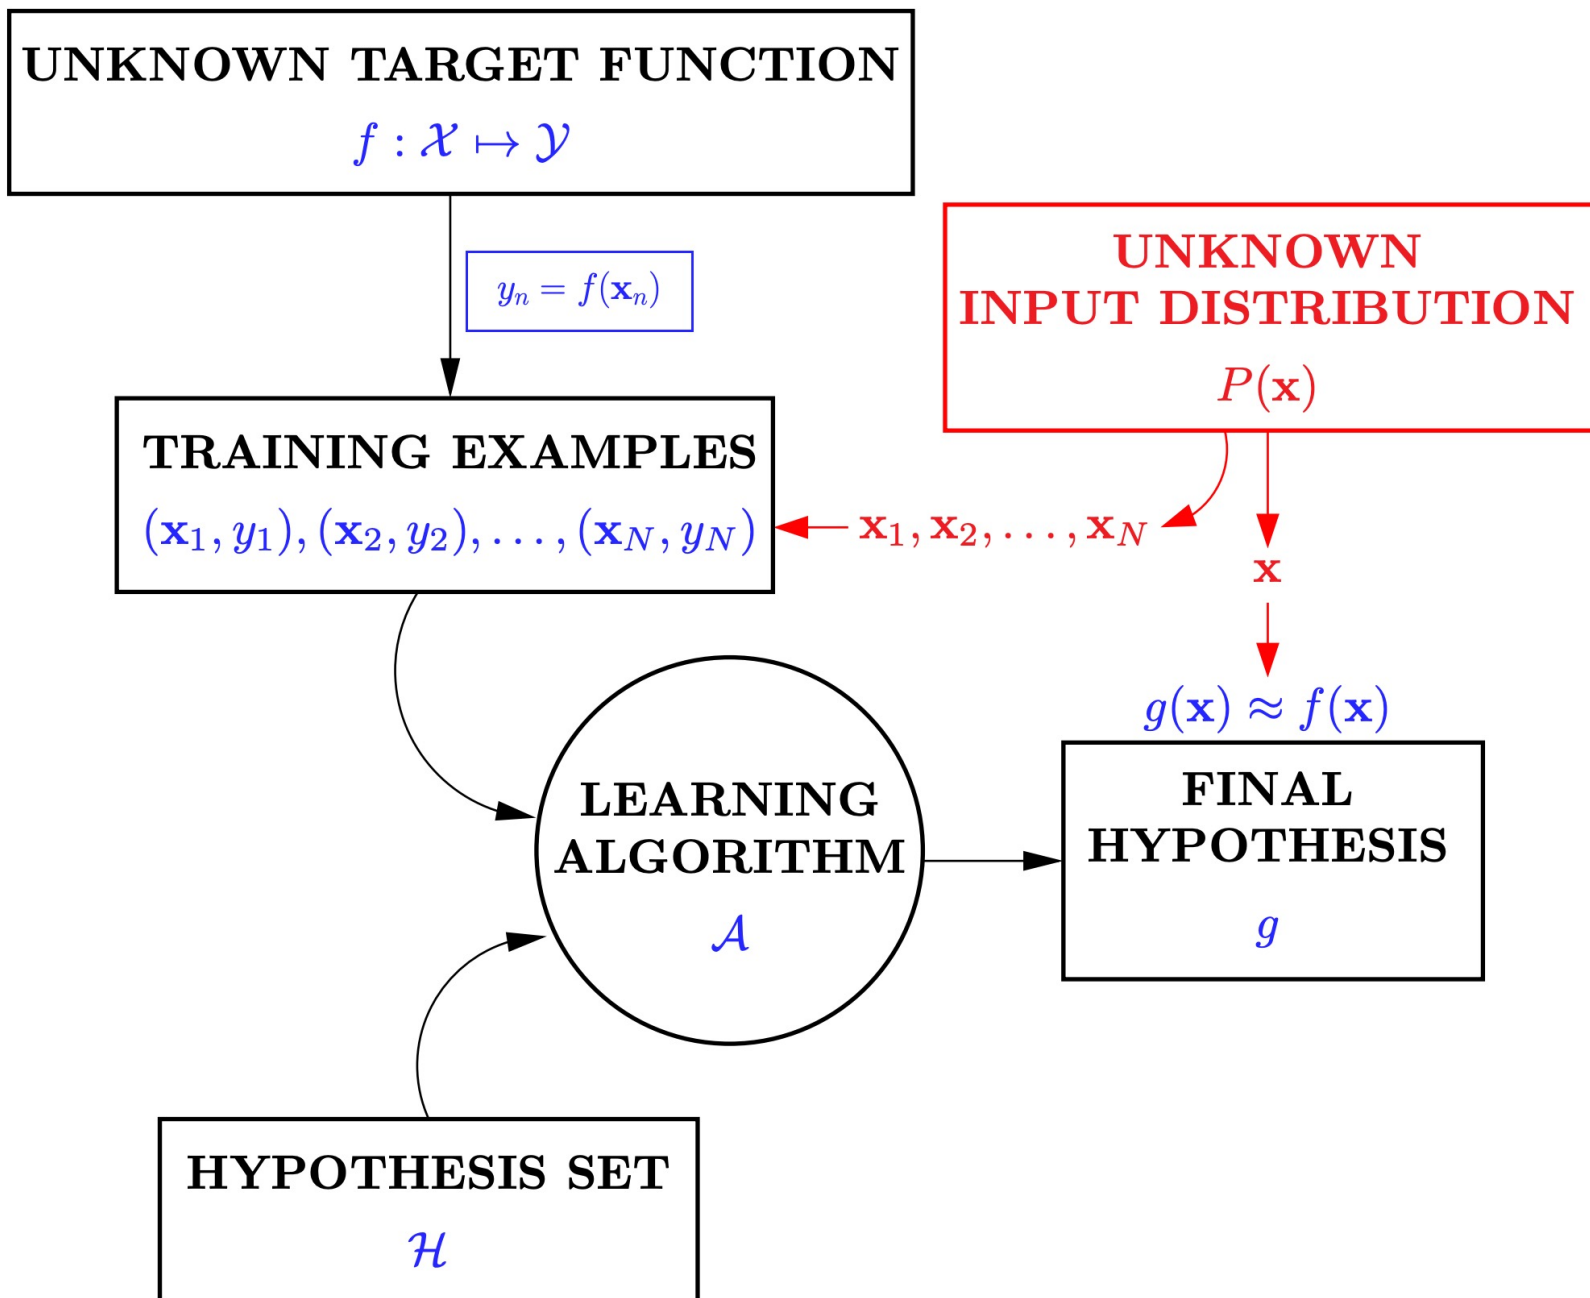 UNKNOWN TARGET FUNCTION
f : 𝒳 ↦ 𝒴
yₙ = f(𝐱ₙ)
UNKNOWN
INPUT DISTRIBUTION
P(𝐱)
TRAINING EXAMPLES
(𝐱₁, y₁), (𝐱₂, y₂), . . . , (𝐱_N, y_N)
𝐱₁, 𝐱₂, . . . , 𝐱_N
𝐱
g(𝐱) ≈ f(𝐱)
LEARNING
ALGORITHM
𝒜
FINAL
HYPOTHESIS
g
HYPOTHESIS SET
ℋ